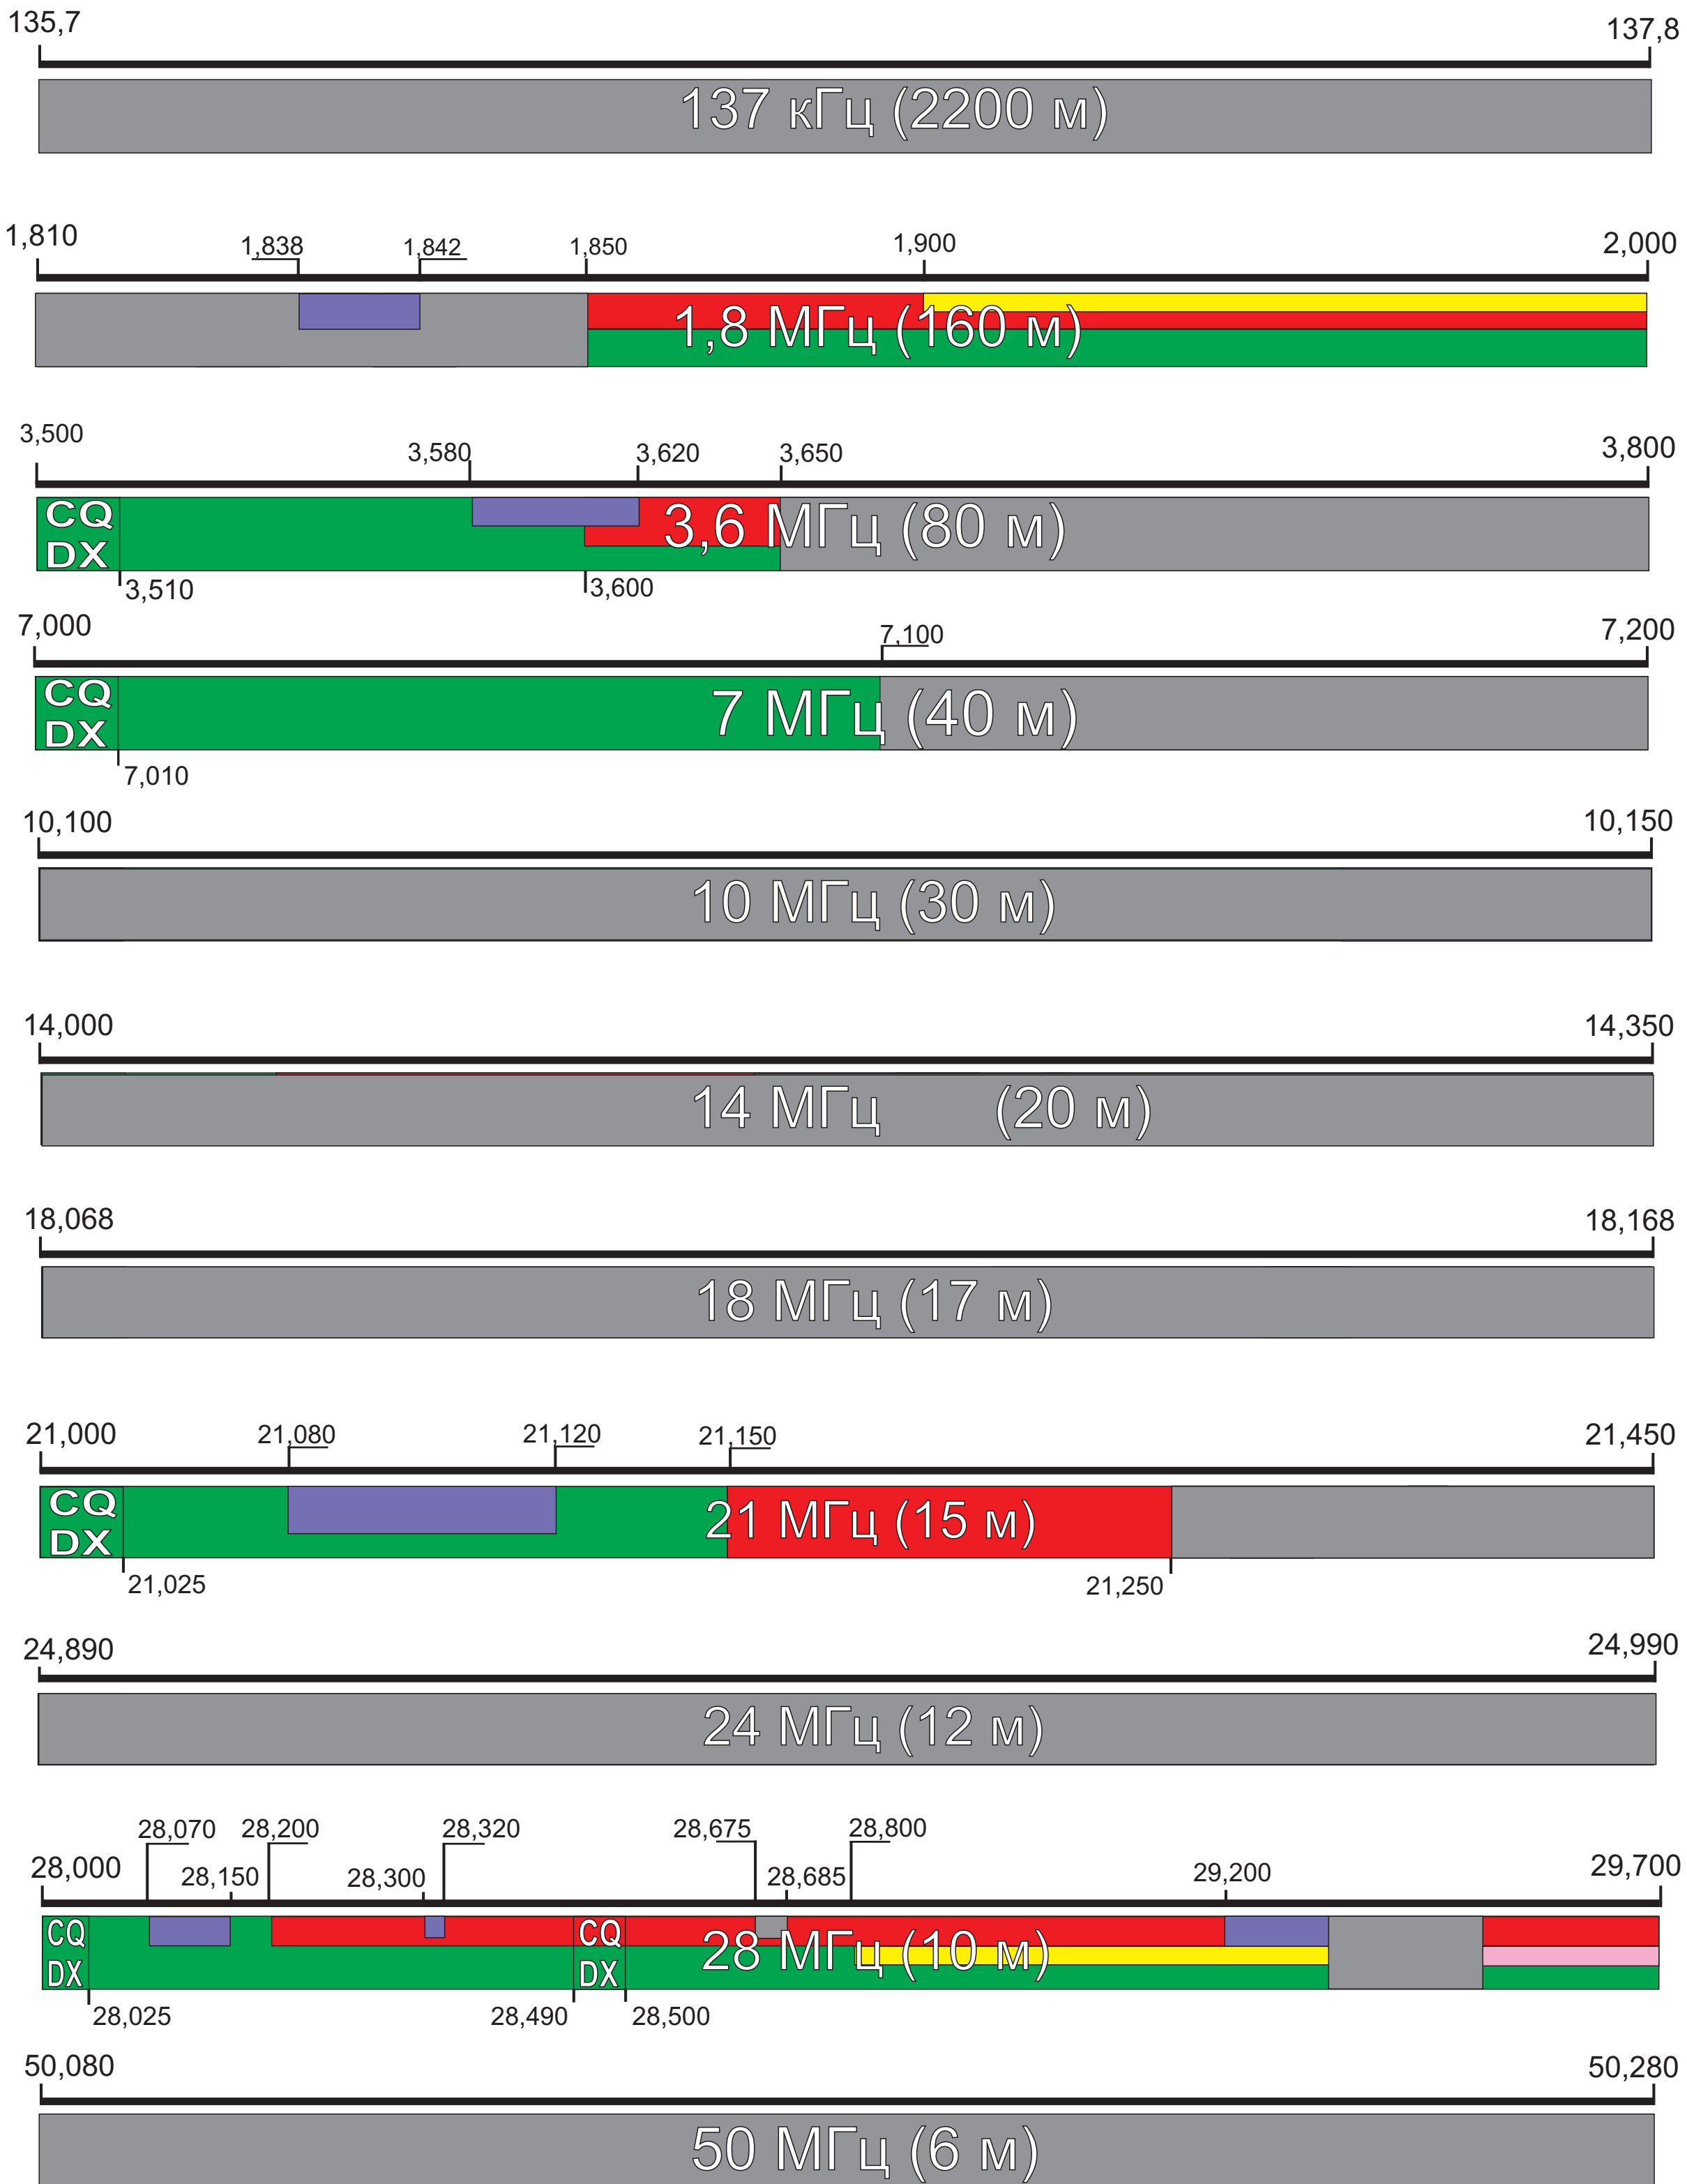 135,7 137,8
137 кГц (2200 м)
1,810 1,838 1,842 1,850 1,900 2,000
1,8 МГц (160 м)
3,500 3,580 3,620 3,650 3,800
CQ
DX
3,6 МГц (80 м)
3,510 3,600
7,000 7,100 7,200
CQ
DX
7 МГц (40 м)
7,010
10,100 10,150
10 МГц (30 м)
14,000 14,350
14 МГц (20 м)
18,068 18,168
18 МГц (17 м)
21,000 21,080 21,120 21,150 21,450
CQ
DX
21 МГц (15 м)
21,025 21,250
24,890 24,990
24 МГц (12 м)
28,070 28,200 28,320 28,675 28,800
28,000 28,150 28,300 28,685 29,200 29,700
CQ CQ
DX DX
28 МГц (10 м)
28,025 28,490 28,500
50,080 50,280
50 МГц (6 м)